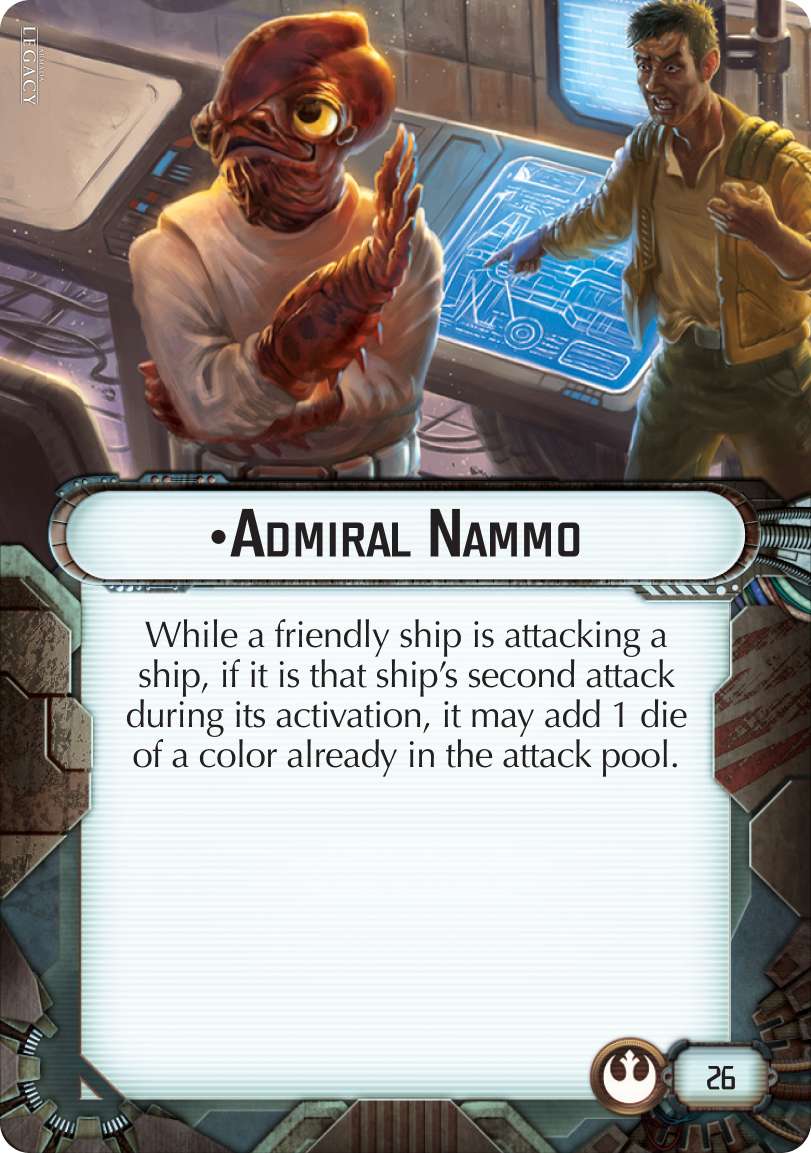 ARMADA
LEGACY
•ADMIRAL NAMMO
While a friendly ship is attacking a
ship, if it is that ship's second attack
during its activation, it may add 1 die
of a color already in the attack pool.
26